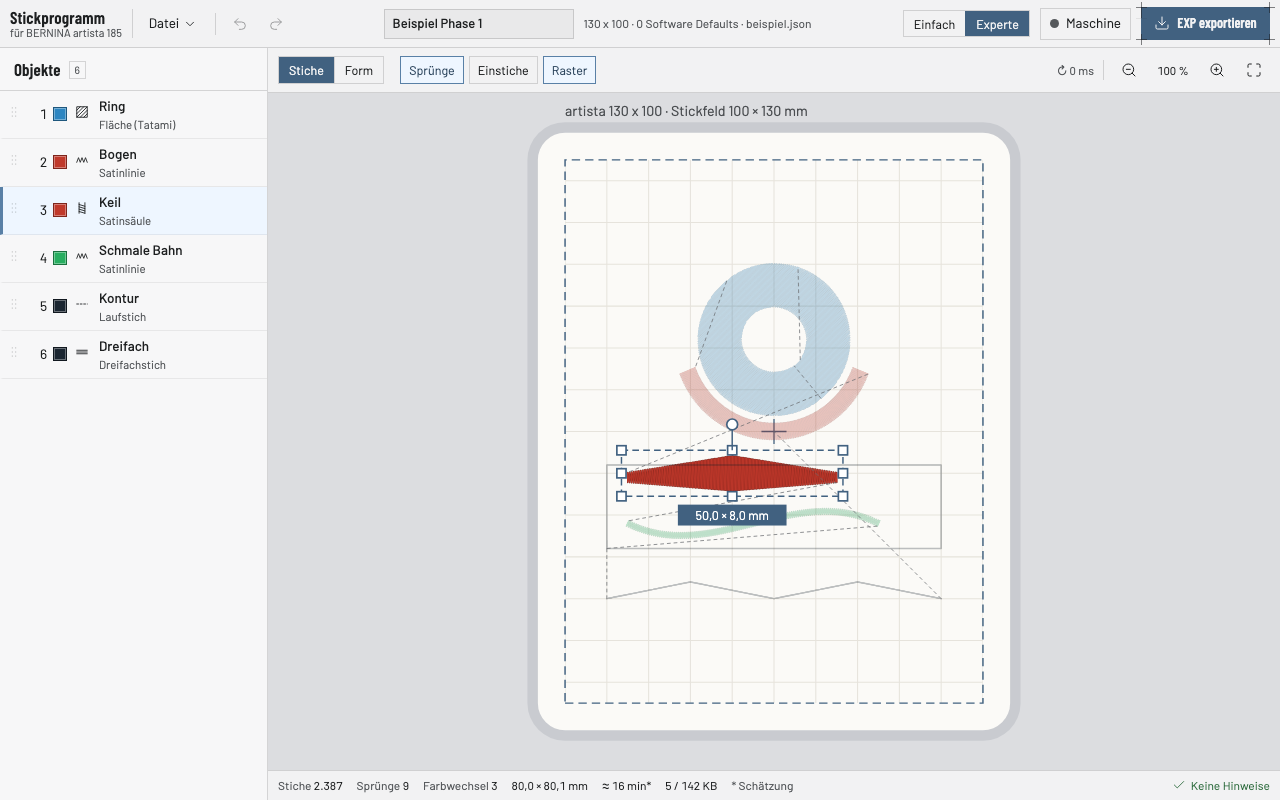 Stickprogramm
für BERNINA artista 185
Datei
Beispiel Phase 1
130 x 100 · 0 Software Defaults · beispiel.json
Einfach
Experte
Maschine
EXP exportieren
Objekte 6
Stiche
Form
Sprünge
Einstiche
Raster
0 ms
100 %
1 Ring
Fläche (Tatami)
2 Bogen
Satinlinie
3 Keil
Satinsäule
4 Schmale Bahn
Satinlinie
5 Kontur
Laufstich
6 Dreifach
Dreifachstich
artista 130 x 100 · Stickfeld 100 × 130 mm
50,0 × 8,0 mm
Stiche 2.387 Sprünge 9 Farbwechsel 3 80,0 × 80,1 mm ≈ 16 min* 5 / 142 KB * Schätzung
Keine Hinweise